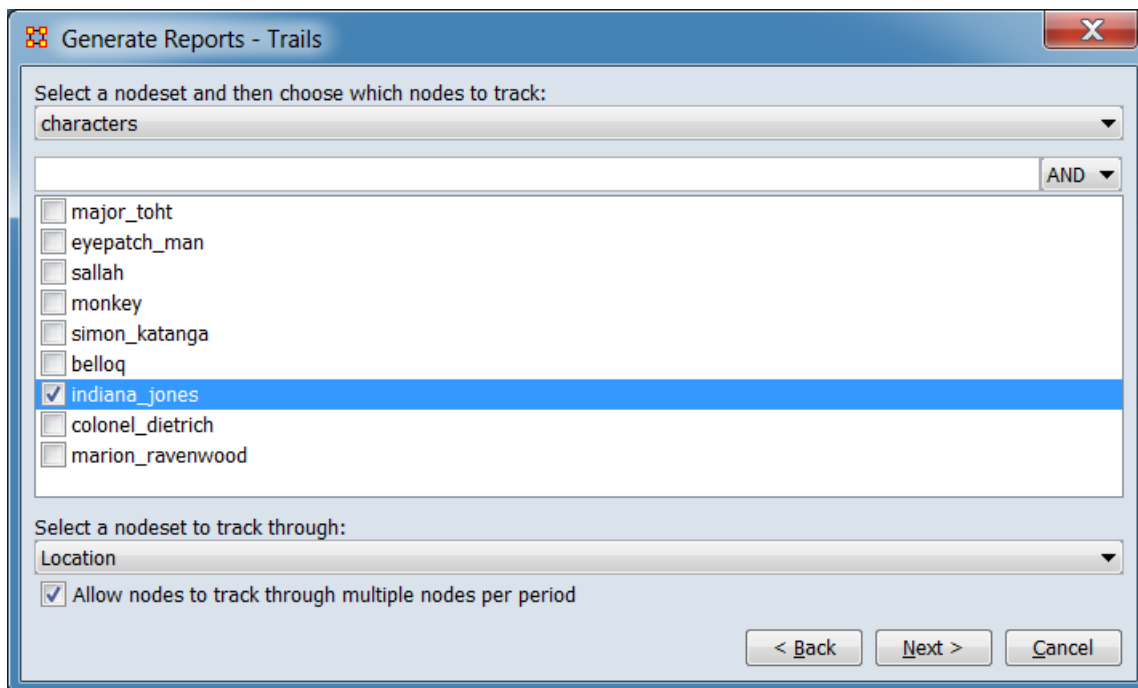 Generate Reports - Trails
X
Select a nodeset and then choose which nodes to track:
characters
AND
major_toht
eyepatch_man
sallah
monkey
simon_katanga
belloq
indiana_jones
colonel_dietrich
marion_ravenwood
Select a nodeset to track through:
Location
Allow nodes to track through multiple nodes per period
< Back Next > Cancel